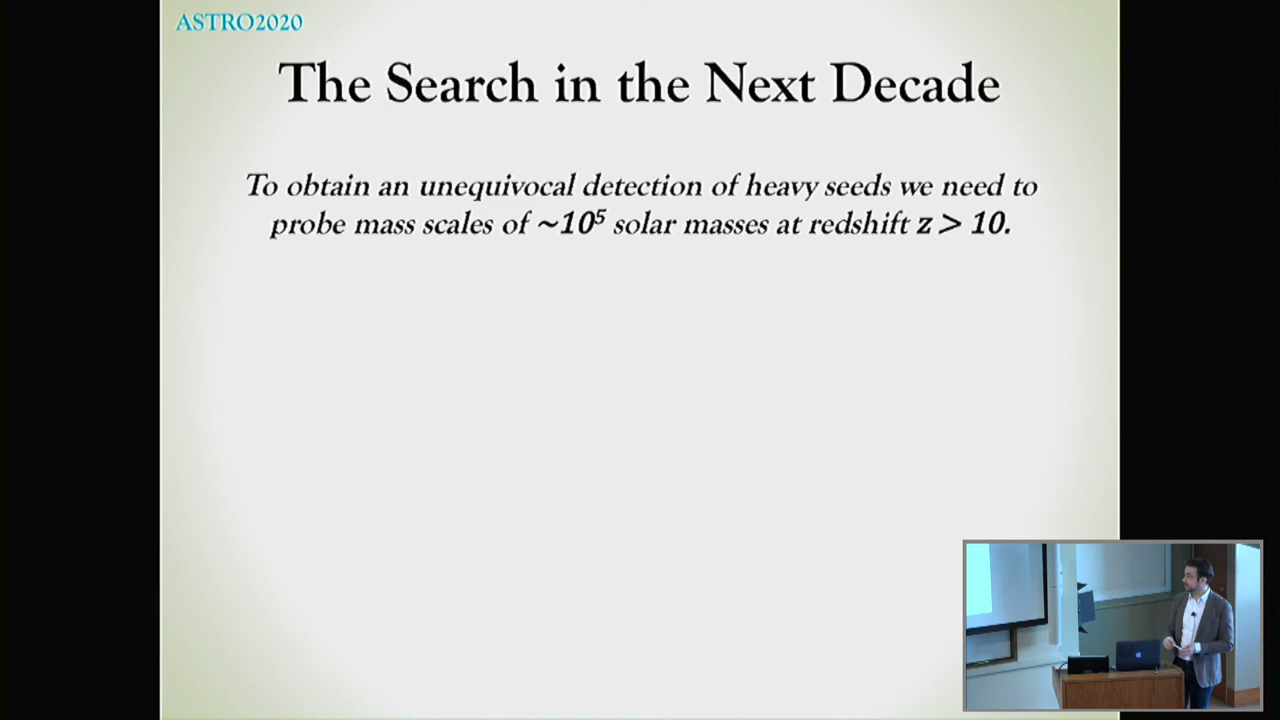 ASTRO2020
The Search in the Next Decade
To obtain an unequivocal detection of heavy seeds we need to
probe mass scales of ~10⁵ solar masses at redshift z > 10.